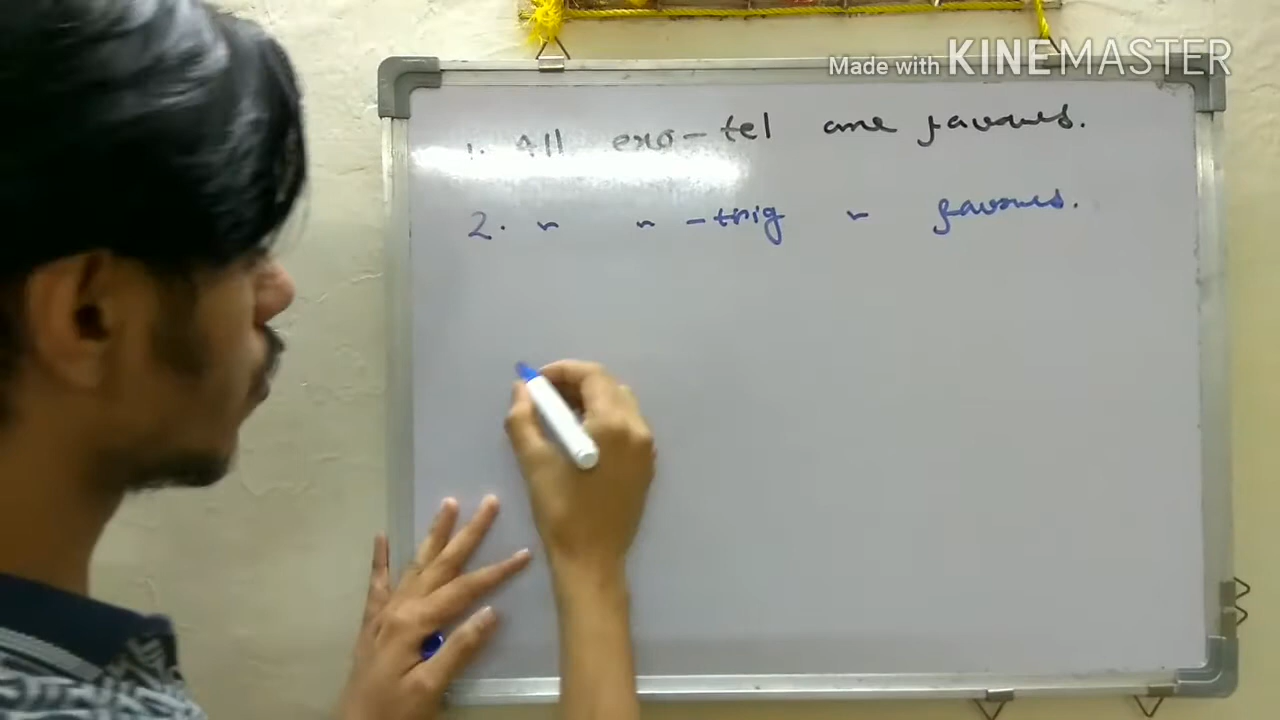 Made with KINEMASTER
1. All exo-tel are favours.
2. " " -trig " favours.